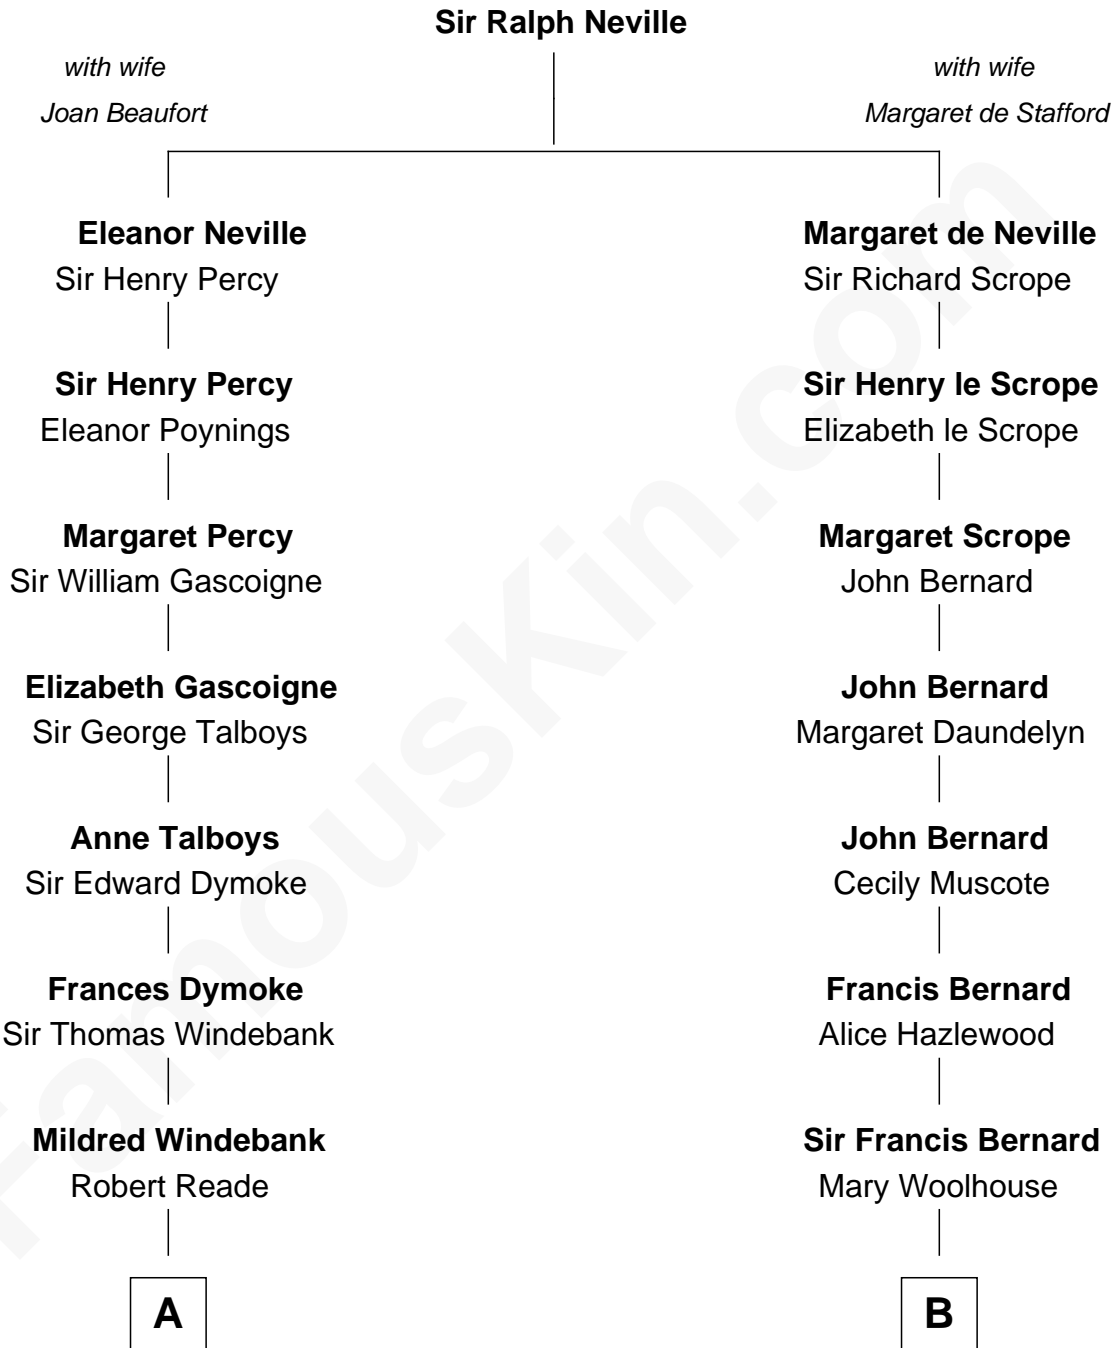 Sir Ralph Neville
with wife
Joan Beaufort
with wife
Margaret de Stafford
Eleanor Neville
Sir Henry Percy
Margaret de Neville
Sir Richard Scrope
Sir Henry Percy
Eleanor Poynings
Sir Henry le Scrope
Elizabeth le Scrope
Margaret Percy
Sir William Gascoigne
Margaret Scrope
John Bernard
Elizabeth Gascoigne
Sir George Talboys
John Bernard
Margaret Daundelyn
Anne Talboys
Sir Edward Dymoke
John Bernard
Cecily Muscote
Frances Dymoke
Sir Thomas Windebank
Francis Bernard
Alice Hazlewood
Mildred Windebank
Robert Reade
Sir Francis Bernard
Mary Woolhouse
A
B
FamousKin.com